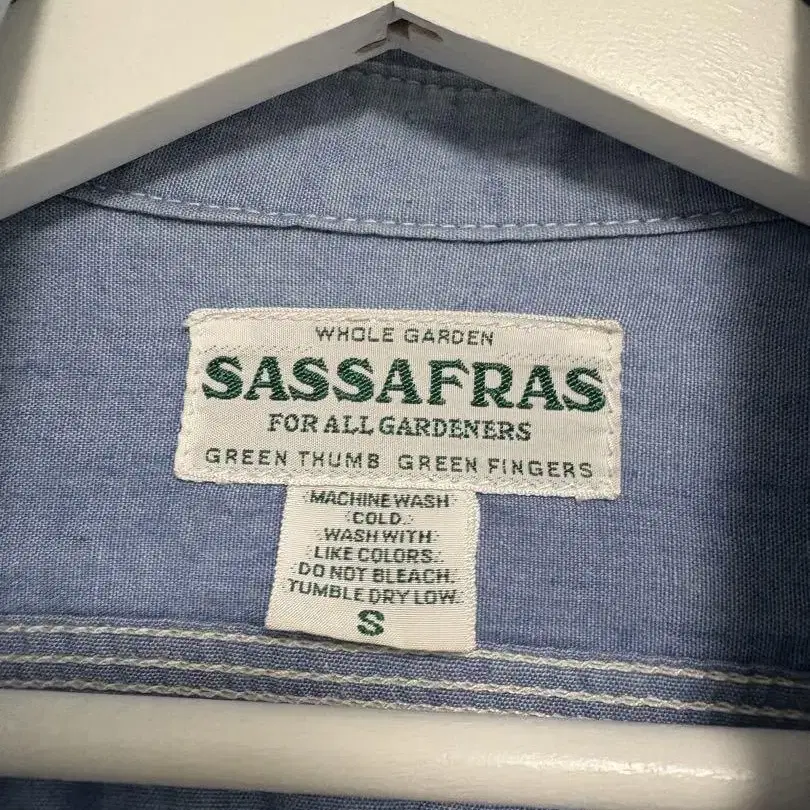 WHOLE GARDEN
SASSAFRAS
FOR ALL GARDENERS
GREEN THUMB GREEN FINGERS
MACHINE WASH
COLD.
WASH WITH
LIKE COLORS.
DO NOT BLEACH.
TUMBLE DRY LOW.
S